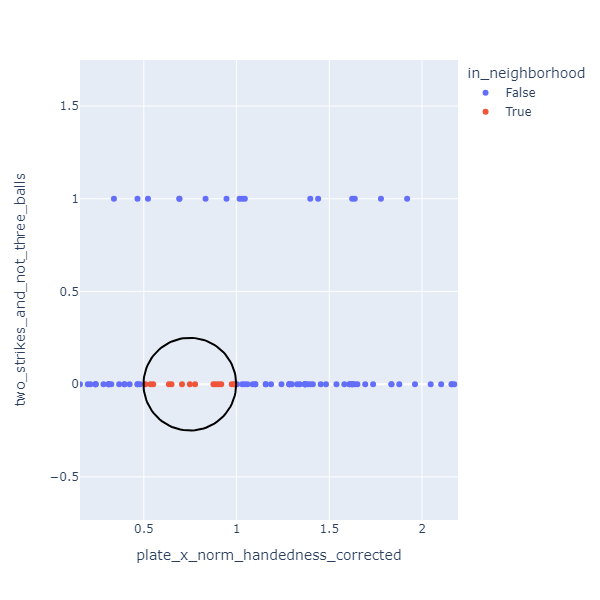 in_neighborhood
False
True
two_strikes_and_not_three_balls
1.5
1
0.5
0
−0.5
0.5
1
1.5
2
plate_x_norm_handedness_corrected